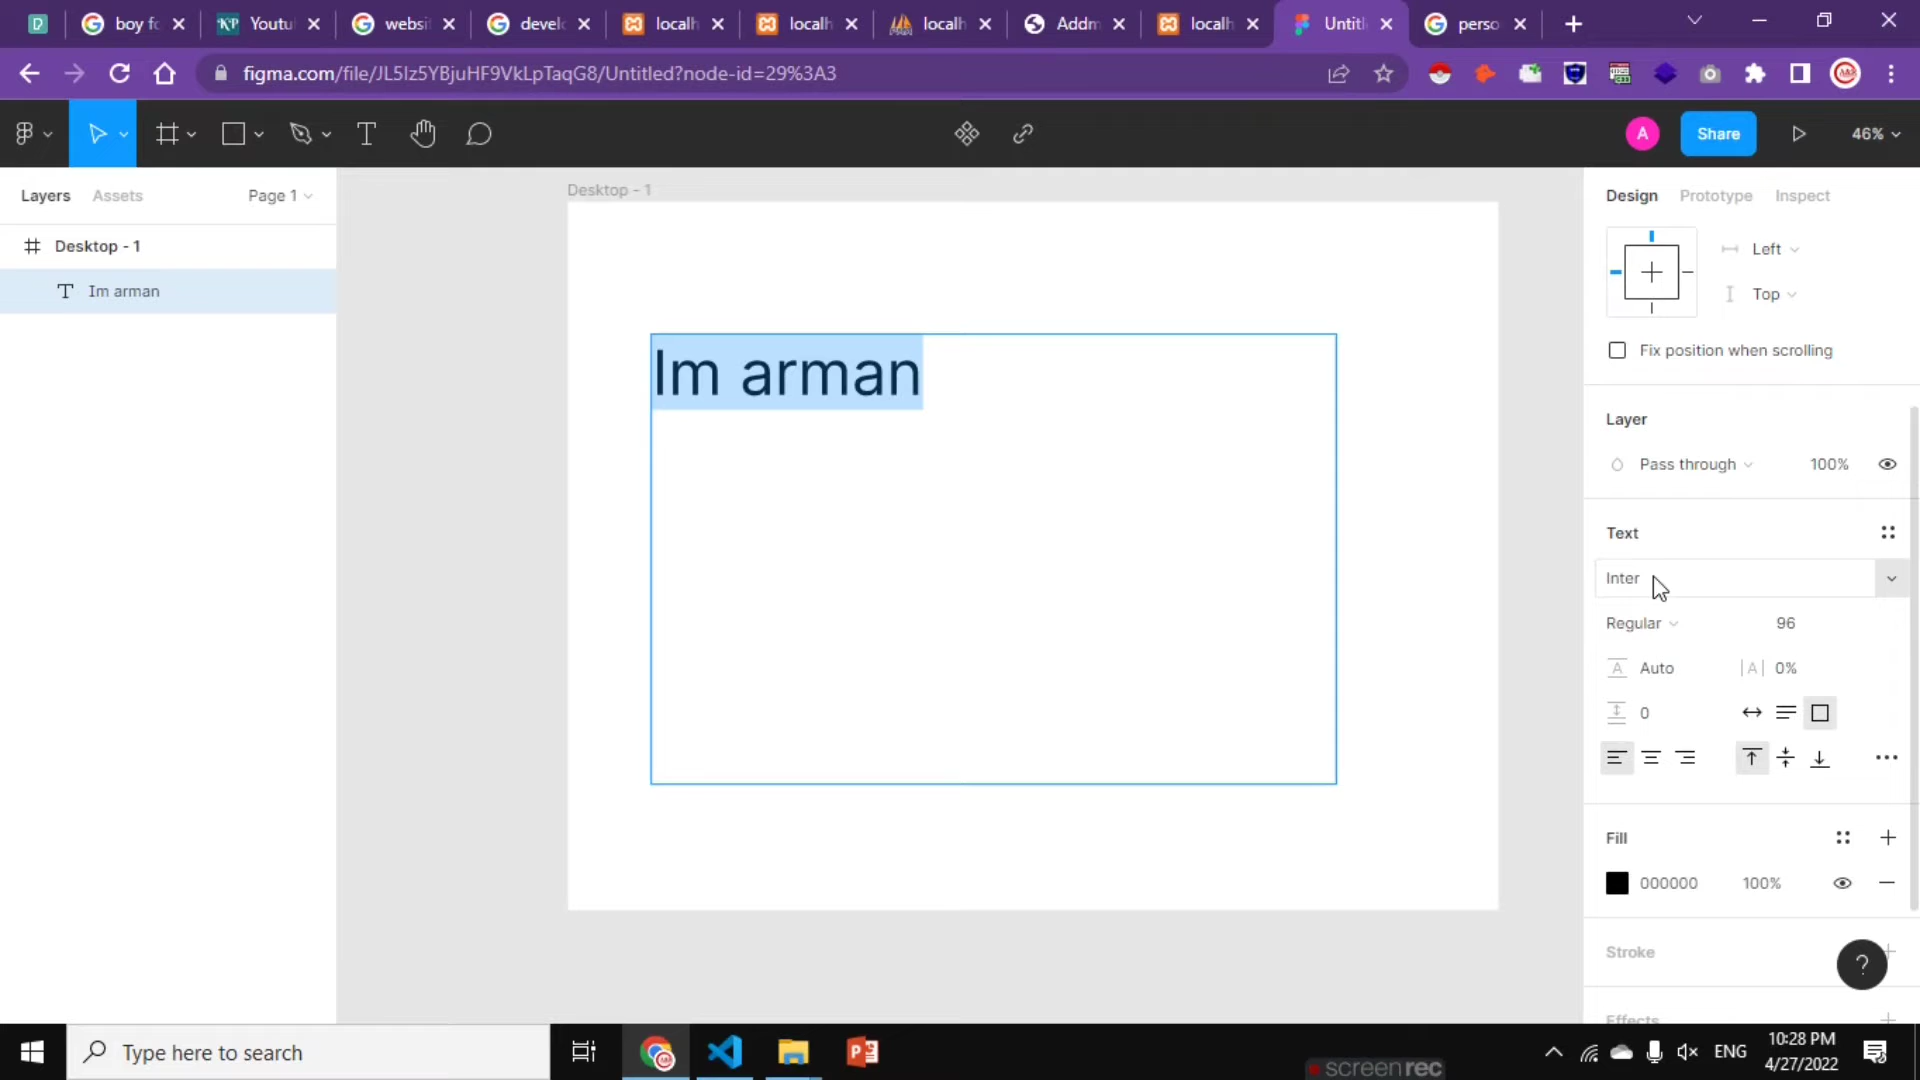 boy fo
Youtu
websi
devel
localh
localh
localh
Addm
localh
Untitl
perso
figma.com/file/JL5Iz5YBjuHF9VkLpTaqG8/Untitled?node-id=29%3A3
A
Share
46%
Layers
Assets
Page 1
Desktop - 1
Im arman
Desktop - 1
Im arman
Design
Prototype
Inspect
Left
Top
Fix position when scrolling
Layer
Pass through
100%
Text
Inter
Regular
96
Auto
0%
0
Fill
000000
100%
Stroke
?
Effects
Type here to search
screenrec
ENG
10:28 PM
4/27/2022